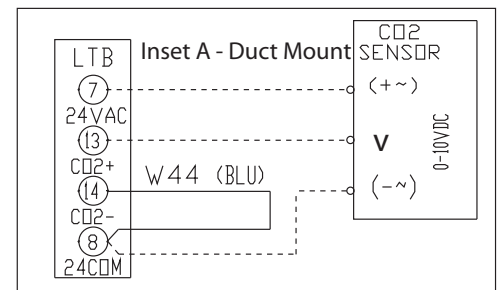 Inset A - Duct Mount
LTB
7
24VAC
13
CO2+
14
CO2-
8
24COM
W44 (BLU)
CO2
SENSOR
(+~)
V
(-~)
0-10VDC